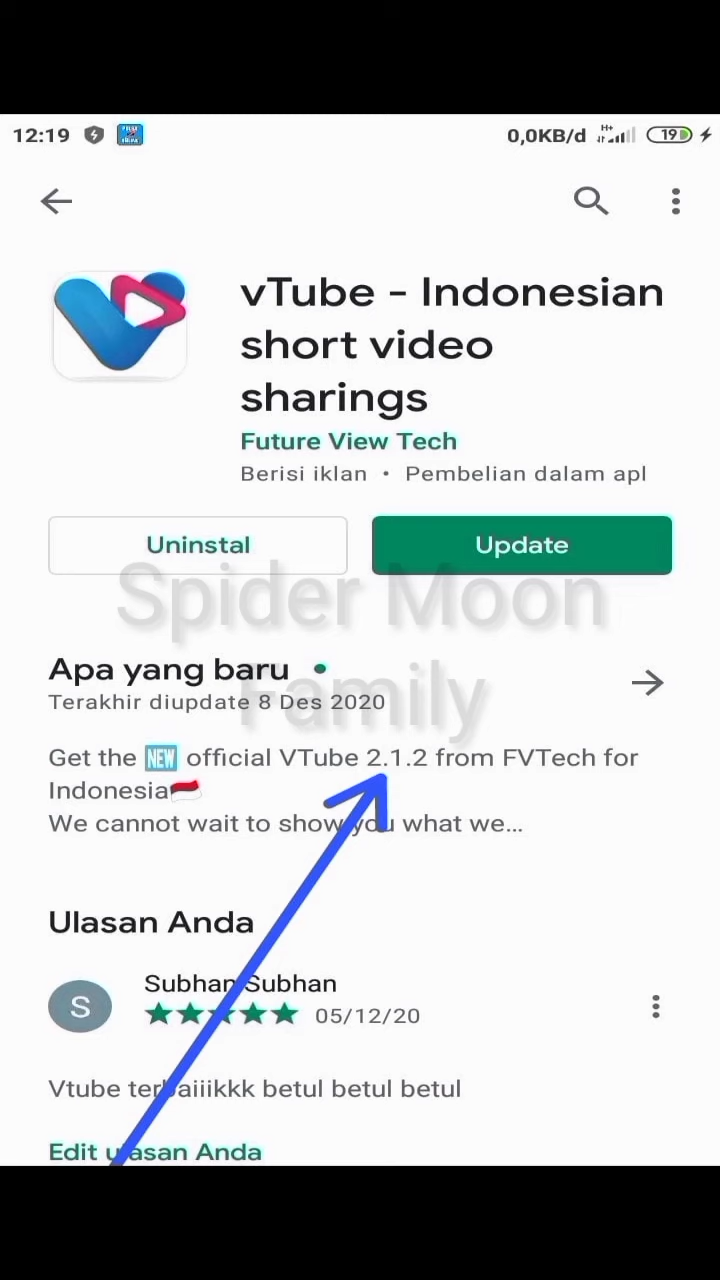 12:19
0,0KB/d H+ 19
vTube - Indonesian
short video
sharings
Future View Tech
Berisi iklan • Pembelian dalam apl
Uninstal
Update
Spider Moon
Family
Apa yang baru
Terakhir diupdate 8 Des 2020
Get the 🆕 official VTube 2.1.2 from FVTech for
Indonesia🇮🇩
We cannot wait to show you what we...
Ulasan Anda
S
Subhan Subhan
05/12/20
Vtube terbaiiikkk betul betul betul
Edit ulasan Anda